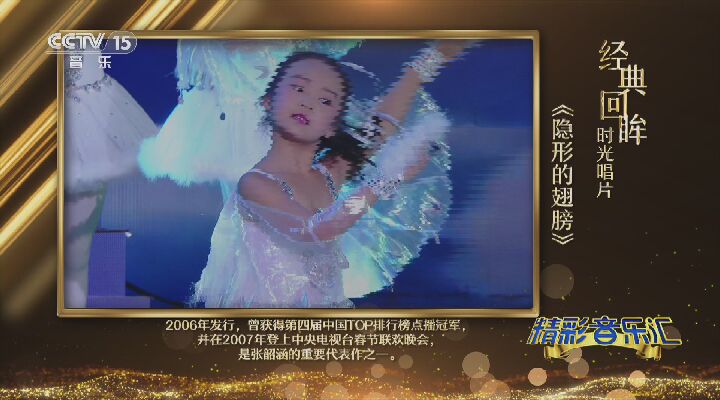 CCTV 15
音乐
经典回眸
时光唱片
《隐形的翅膀》
2006年发行，曾获得第四届中国TOP排行榜点播冠军，
并在2007年登上中央电视台春节联欢晚会，
是张韶涵的重要代表作之一。
精彩音乐汇